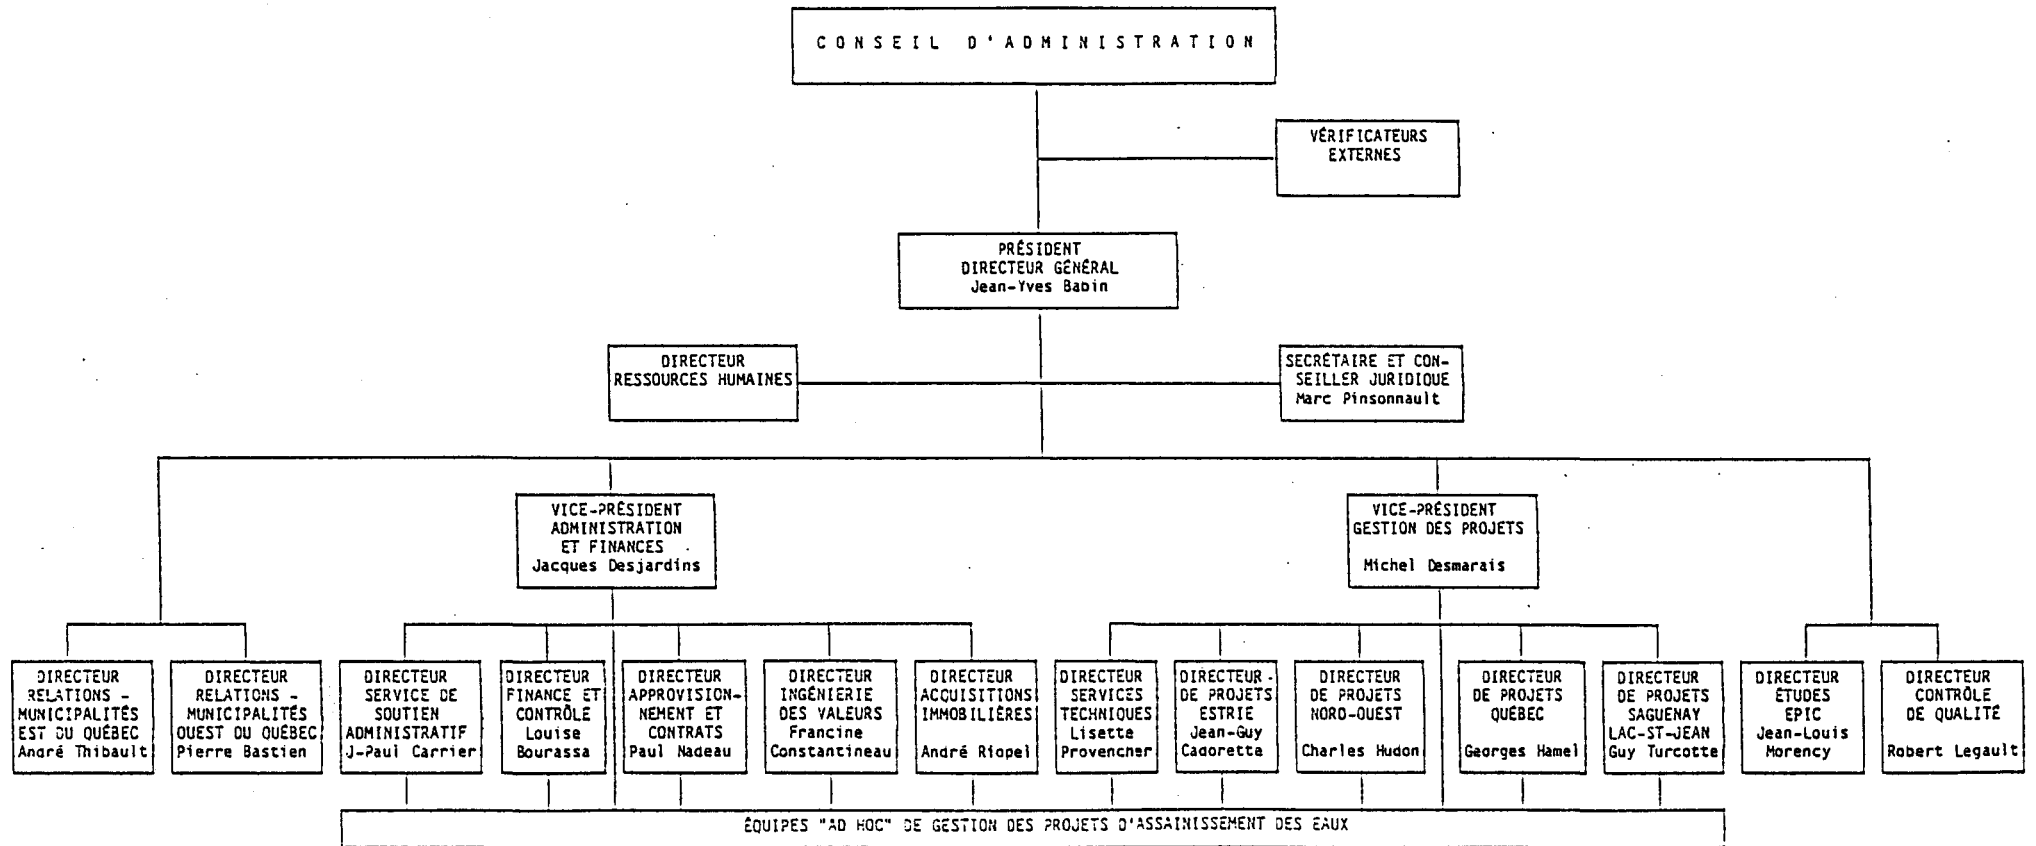 CONSEIL D'ADMINISTRATION
VÉRIFICATEURS
EXTERNES
PRÉSIDENT
DIRECTEUR GÉNÉRAL
Jean-Yves Babin
DIRECTEUR
RESSOURCES HUMAINES
SECRÉTAIRE ET CON-
SEILLER JURIDIQUE
Marc Pinsonnault
VICE-PRÉSIDENT
ADMINISTRATION
ET FINANCES
Jacques Desjardins
VICE-PRÉSIDENT
GESTION DES PROJETS
Michel Desmarais
DIRECTEUR
RELATIONS -
MUNICIPALITÉS
EST DU QUÉBEC
André Thibault
DIRECTEUR
RELATIONS -
MUNICIPALITÉS
OUEST DU QUÉBEC
Pierre Bastien
DIRECTEUR
SERVICE DE
SOUTIEN
ADMINISTRATIF
J-Paul Carrier
DIRECTEUR
FINANCE ET
CONTRÔLE
Louise
Bourassa
DIRECTEUR
APPROVISION-
NEMENT ET
CONTRATS
Paul Nadeau
DIRECTEUR
INGÉNIERIE
DES VALEURS
Francine
Constantineau
DIRECTEUR
ACQUISITIONS
IMMOBILIÈRES
André Riopel
DIRECTEUR
SERVICES
TECHNIQUES
Lisette
Provencher
DIRECTEUR
DE PROJETS
ESTRIE
Jean-Guy
Cadorette
DIRECTEUR
DE PROJETS
NORD-OUEST
Charles Hudon
DIRECTEUR
DE PROJETS
QUÉBEC
Georges Hamel
DIRECTEUR
DE PROJETS
SAGUENAY
LAC-ST-JEAN
Guy Turcotte
DIRECTEUR
ÉTUDES
EPIC
Jean-Louis
Morency
DIRECTEUR
CONTRÔLE
DE QUALITÉ
Robert Legault
ÉQUIPES "AD HOC" DE GESTION DES PROJETS D'ASSAINISSEMENT DES EAUX